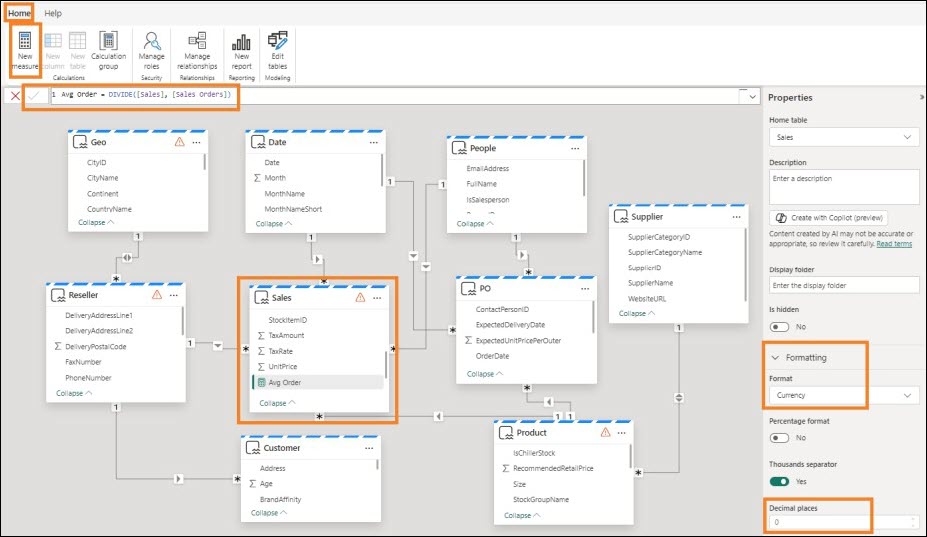 Home Help
New measure
New column
New table
Calculation group
Calculations
Manage roles
Security
Manage relationships
Relationships
New report
Reporting
Edit tables
Modeling
1 Avg Order = DIVIDE([Sales], [Sales Orders])
Geo
CityID
CityName
Continent
CountryName
Collapse
Date
Date
Month
MonthName
MonthNameShort
Collapse
People
EmailAddress
FullName
IsSalesperson
Collapse
Supplier
SupplierCategoryID
SupplierCategoryName
SupplierID
SupplierName
WebsiteURL
Collapse
Reseller
DeliveryAddressLine1
DeliveryAddressLine2
DeliveryPostalCode
FaxNumber
PhoneNumber
Collapse
Sales
StockItemID
TaxAmount
TaxRate
UnitPrice
Avg Order
Collapse
PO
ContactPersonID
ExpectedDeliveryDate
ExpectedUnitPricePerOuter
OrderDate
Collapse
Customer
Address
Age
BrandAffinity
Collapse
Product
IsChillerStock
RecommendedRetailPrice
Size
StockGroupName
Collapse
Properties
Home table
Sales
Description
Enter a description
Create with Copilot (preview)
Content created by AI may not be accurate or
appropriate, so review it carefully. Read terms
Display folder
Enter the display folder
Is hidden
No
Formatting
Format
Currency
Percentage format
No
Thousands separator
Yes
Decimal places
0